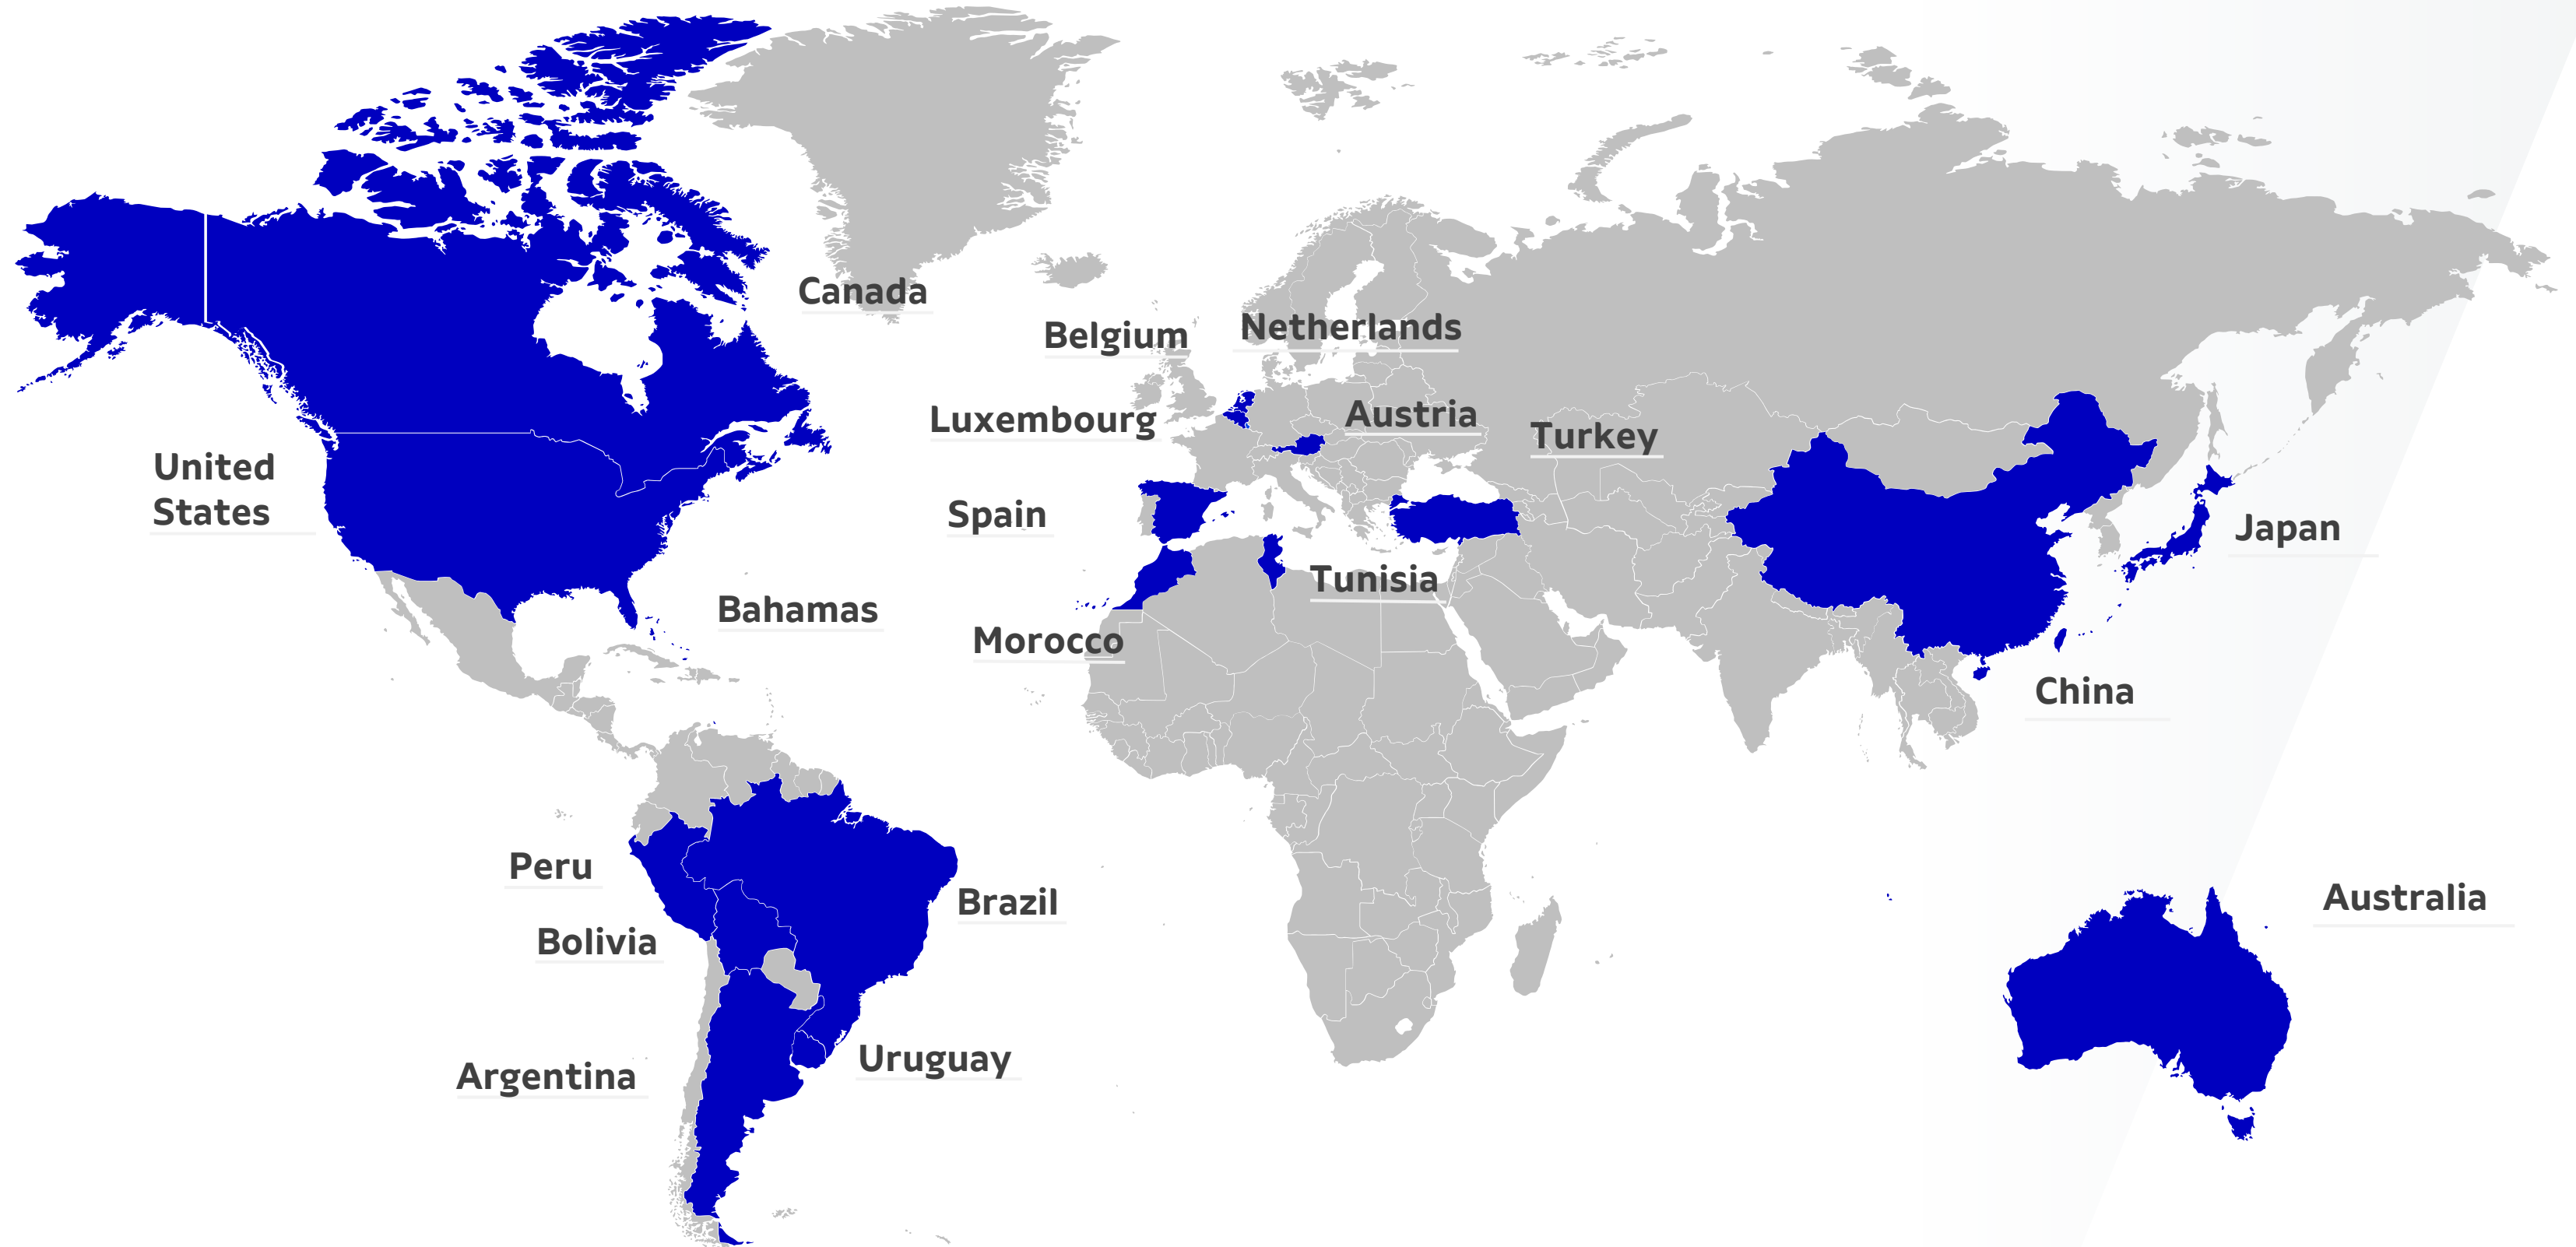 Canada
Belgium
Netherlands
Luxembourg
Austria
Turkey
United
States
Spain
Japan
Tunisia
Bahamas
Morocco
China
Peru
Brazil
Australia
Bolivia
Uruguay
Argentina